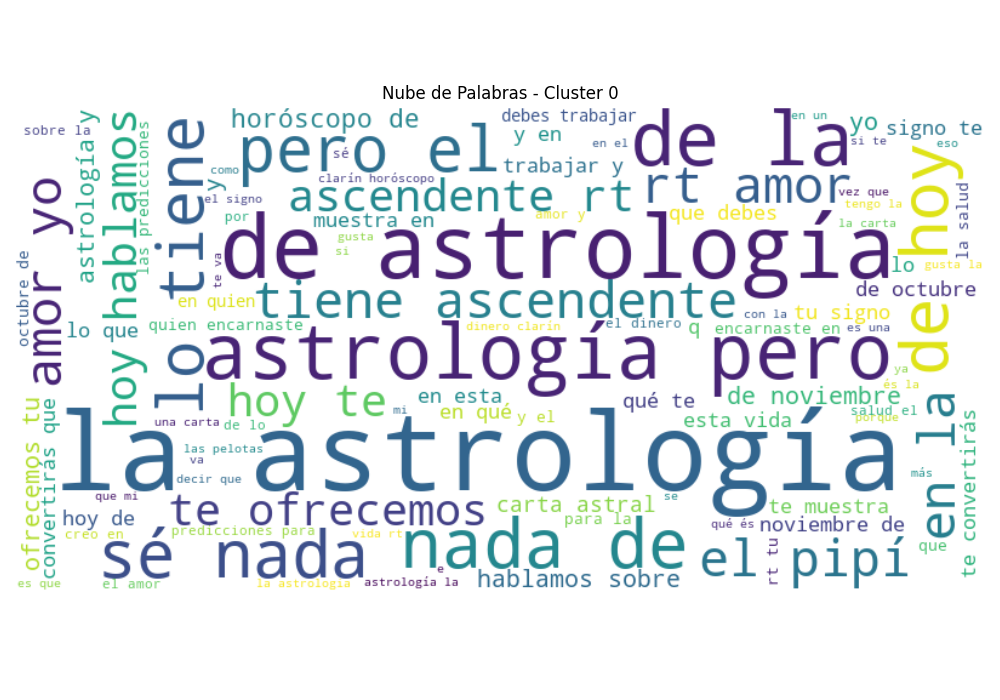 Nube de Palabras - Cluster 0
sobre la
astrología y
hoy hablamos
las predicciones
lo tiene
y
como
el signo
por
horóscopo de
pero el
sé
clarín horóscopo
ascendente rt
muestra en
gusta
si
debes trabajar
y en
en el
trabajar y
amor y
que debes
de la
rt amor
en un
yo
signo te
si te
eso
vez que
tengo la
la carta
la salud
de hoy
amor yo
octubre de
te va
de astrología
lo
gusta la
de octubre
en quien
tiene ascendente
con la
tu signo
lo que
quien encarnaste
dinero clarín
el dinero
q
encarnaste en
es una
astrología pero
ya
és la
hoy te
mi
en esta
en qué
y el
qué te
esta vida
de noviembre
salud el
porque
ofrecemos tu
convertirás que
una carta
de lo
las pelotas
va
decir que
la astrología
más
en la
te convertirás
que mi
te ofrecemos
carta astral
para la
se
te muestra
hoy de
creo en
predicciones para
vida rt
qué és
noviembre de
que
sé nada
nada de
el pipí
rt tu
es que
el amor
la astrologia
astrología la
e
hablamos sobre